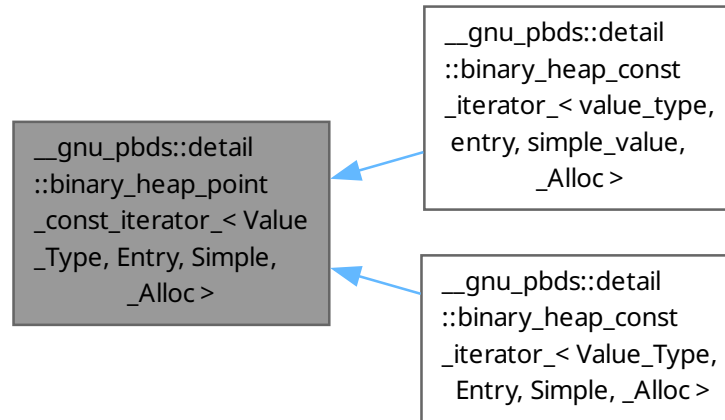 __gnu_pbds::detail
::binary_heap_point
_const_iterator_< Value
_Type, Entry, Simple,
_Alloc >
__gnu_pbds::detail
::binary_heap_const
_iterator_< value_type,
entry, simple_value,
_Alloc >
__gnu_pbds::detail
::binary_heap_const
_iterator_< Value_Type,
Entry, Simple, _Alloc >